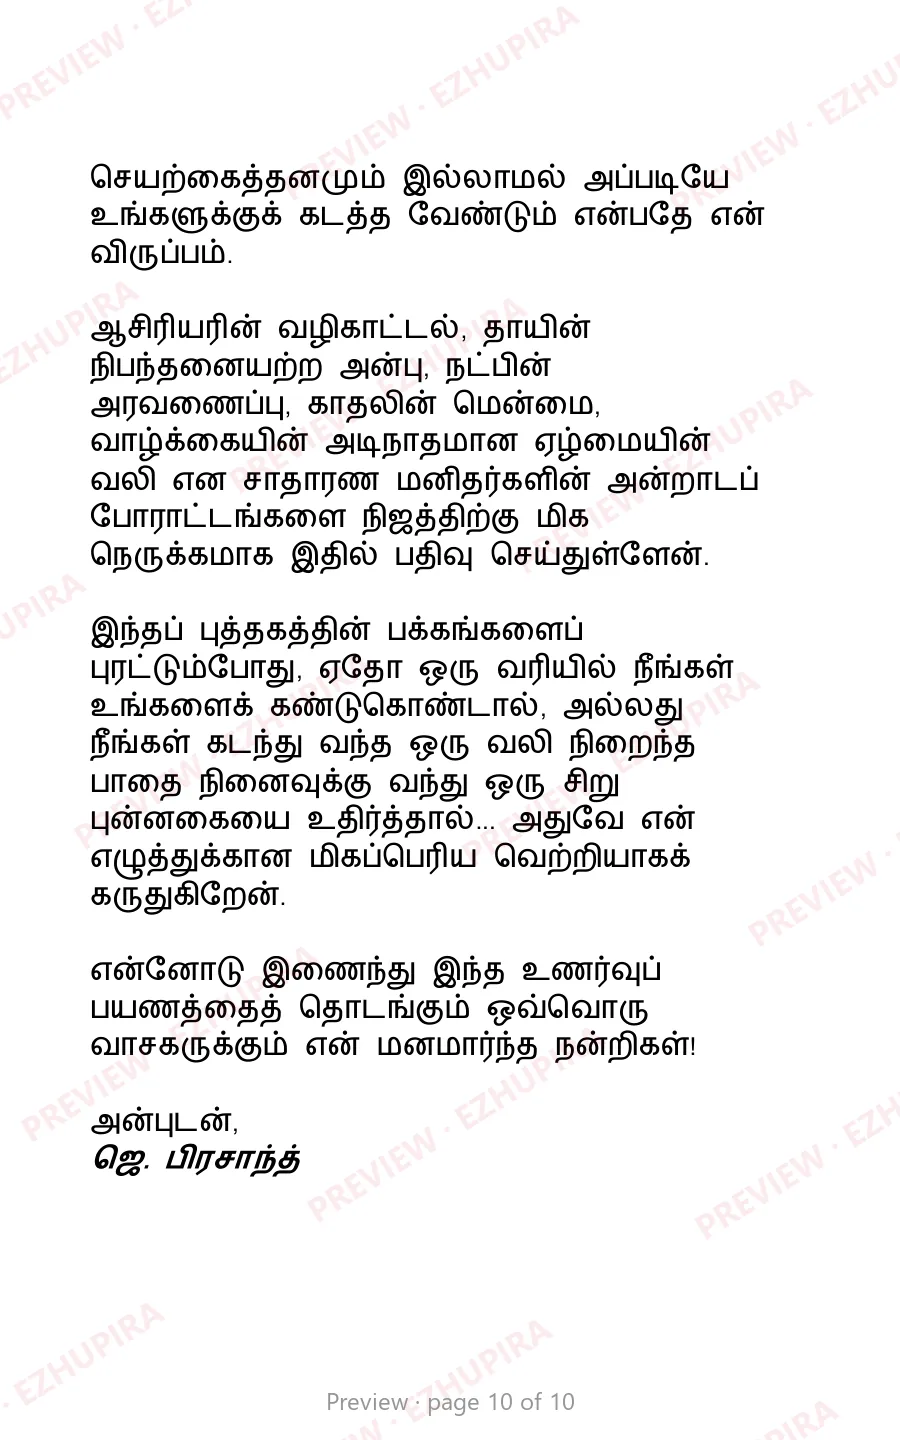 செயற்கைத்தனமும் இல்லாமல் அப்படியே
உங்களுக்குக் கடத்த வேண்டும் என்பதே என்
விருப்பம்.
ஆசிரியரின் வழிகாட்டல், தாயின்
நிபந்தனையற்ற அன்பு, நட்பின்
அரவணைப்பு, காதலின் மென்மை,
வாழ்க்கையின் அடிநாதமான ஏழ்மையின்
வலி என சாதாரண மனிதர்களின் அன்றாடப்
போராட்டங்களை நிஜத்திற்கு மிக
நெருக்கமாக இதில் பதிவு செய்துள்ளேன்.
இந்தப் புத்தகத்தின் பக்கங்களைப்
புரட்டும்போது, ஏதோ ஒரு வரியில் நீங்கள்
உங்களைக் கண்டுகொண்டால், அல்லது
நீங்கள் கடந்து வந்த ஒரு வலி நிறைந்த
பாதை நினைவுக்கு வந்து ஒரு சிறு
புன்னகையை உதிர்த்தால்... அதுவே என்
எழுத்துக்கான மிகப்பெரிய வெற்றியாகக்
கருதுகிறேன்.
என்னோடு இணைந்து இந்த உணர்வுப்
பயணத்தைத் தொடங்கும் ஒவ்வொரு
வாசகருக்கும் என் மனமார்ந்த நன்றிகள்!
அன்புடன்,
ஜெ. பிரசாந்த்
Preview · page 10 of 10
PREVIEW · EZHUPIRA